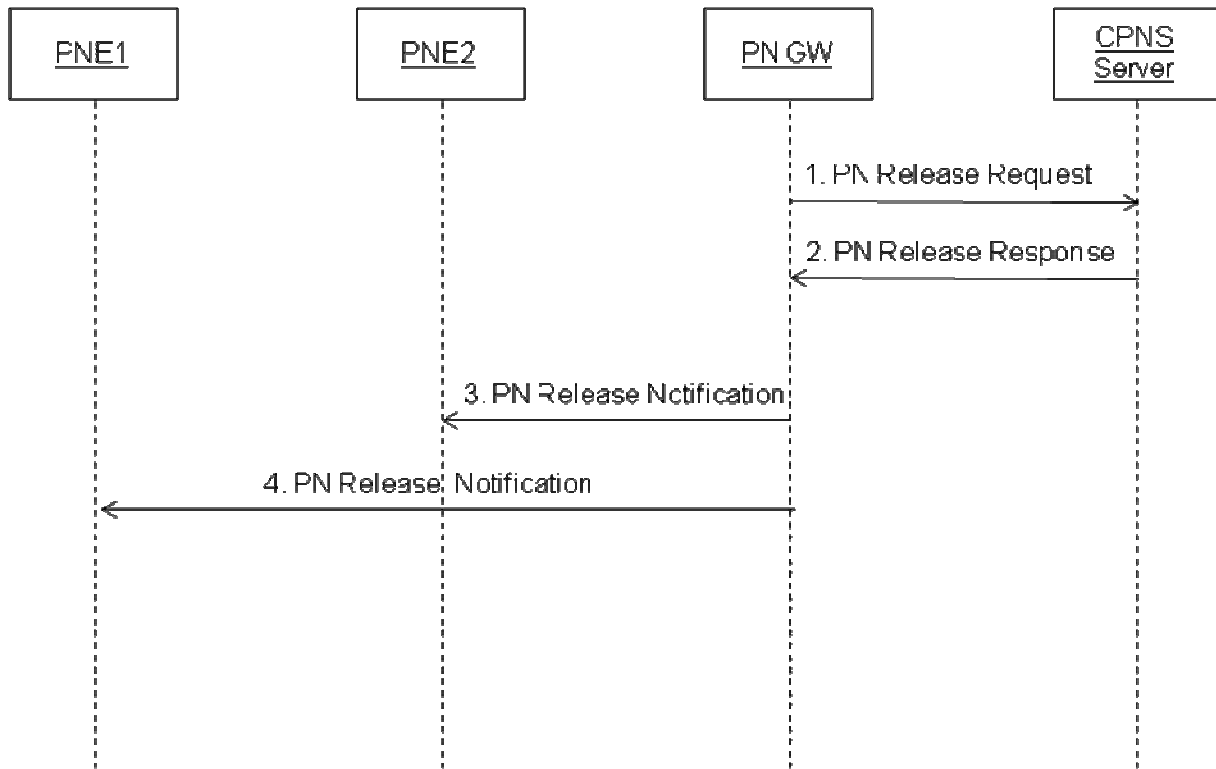 PNE1
PNE2
PN GW
CPNS
Server
1. PN Release Request
2. PN Release Response
3. PN Release Notification
4. PN Release Notification